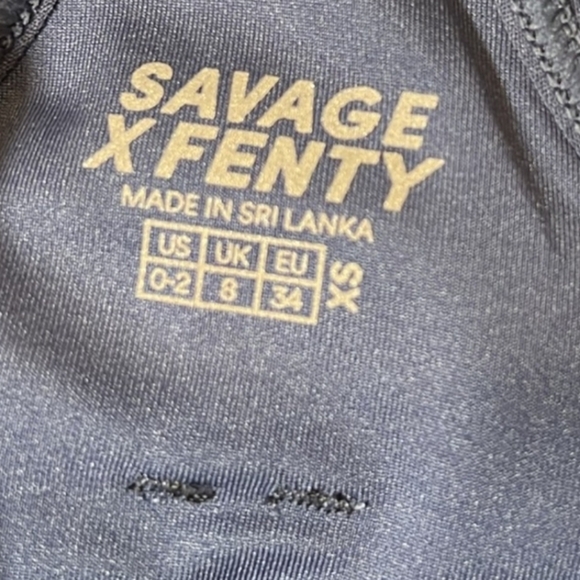 SAVAGE
X FENTY
MADE IN SRI LANKA
US UK EU
0-2 8 34
XS